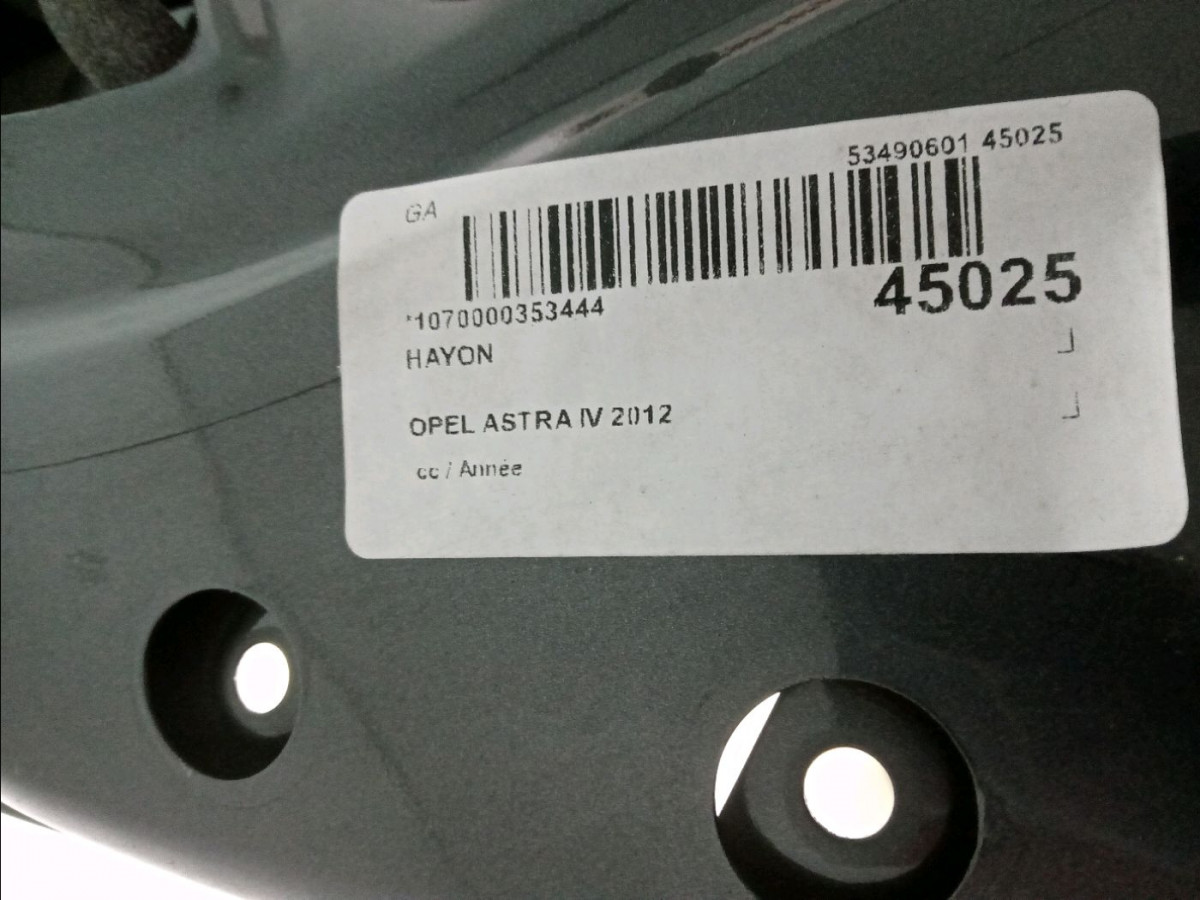 53490601 45025
GA
45025
*1070000353444
HAYON
OPEL ASTRA IV 2012
cc / Année